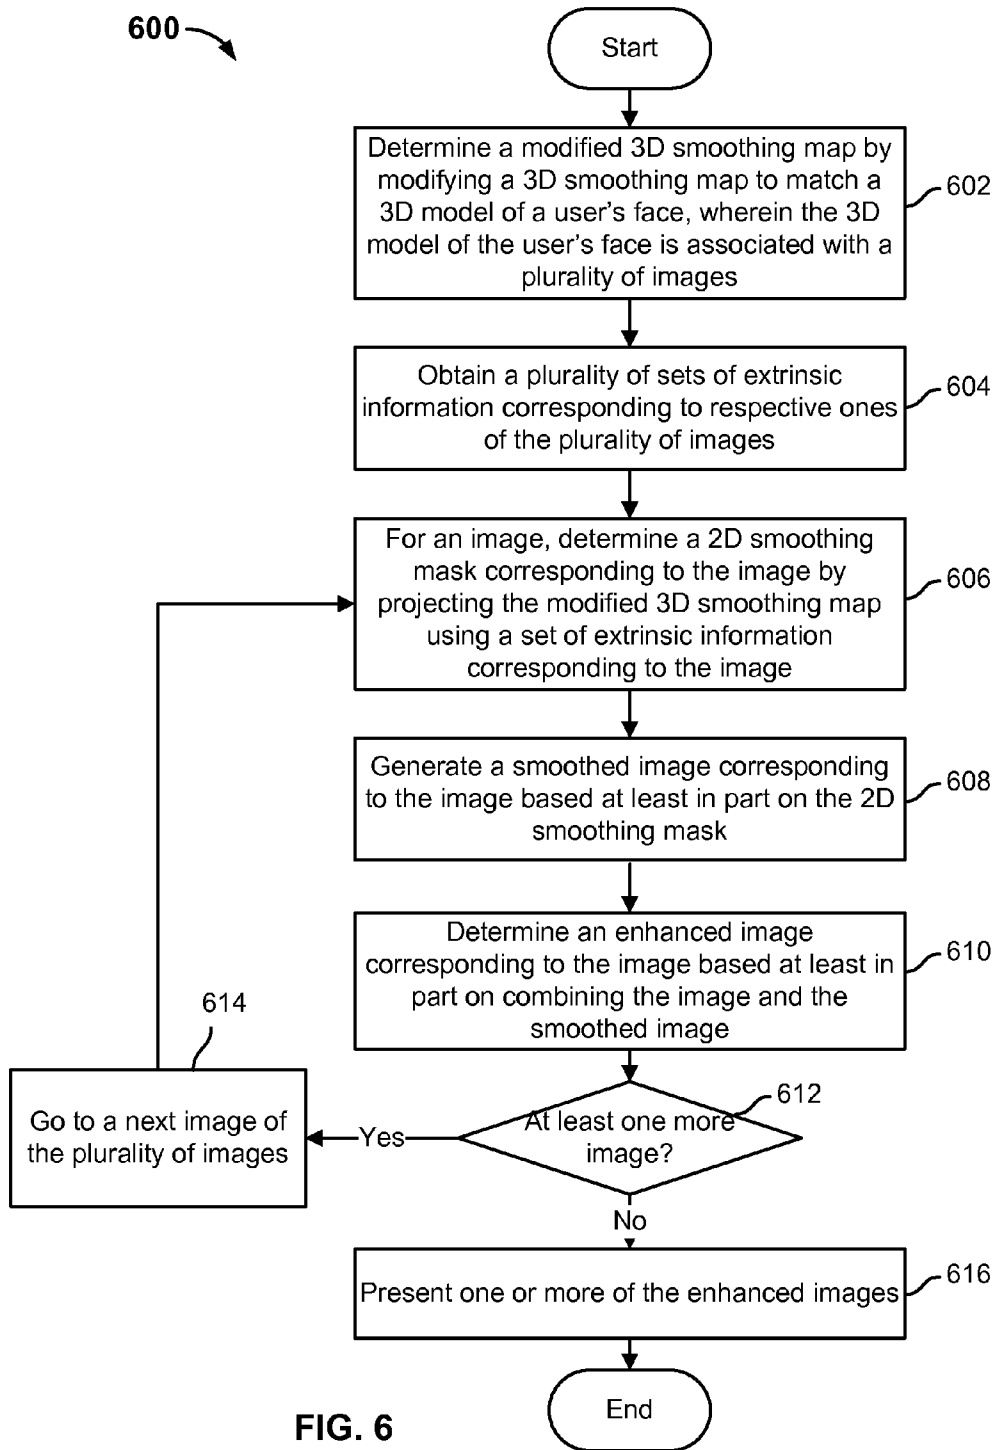 600
Start
Determine a modified 3D smoothing map by
modifying a 3D smoothing map to match a
3D model of a user's face, wherein the 3D
model of the user's face is associated with a
plurality of images
602
Obtain a plurality of sets of extrinsic
information corresponding to respective ones
of the plurality of images
604
For an image, determine a 2D smoothing
mask corresponding to the image by
projecting the modified 3D smoothing map
using a set of extrinsic information
corresponding to the image
606
Generate a smoothed image corresponding
to the image based at least in part on the 2D
smoothing mask
608
Determine an enhanced image
corresponding to the image based at least in
part on combining the image and the
smoothed image
610
At least one more
image?
612
Yes
614
Go to a next image of
the plurality of images
No
Present one or more of the enhanced images
616
End
FIG. 6